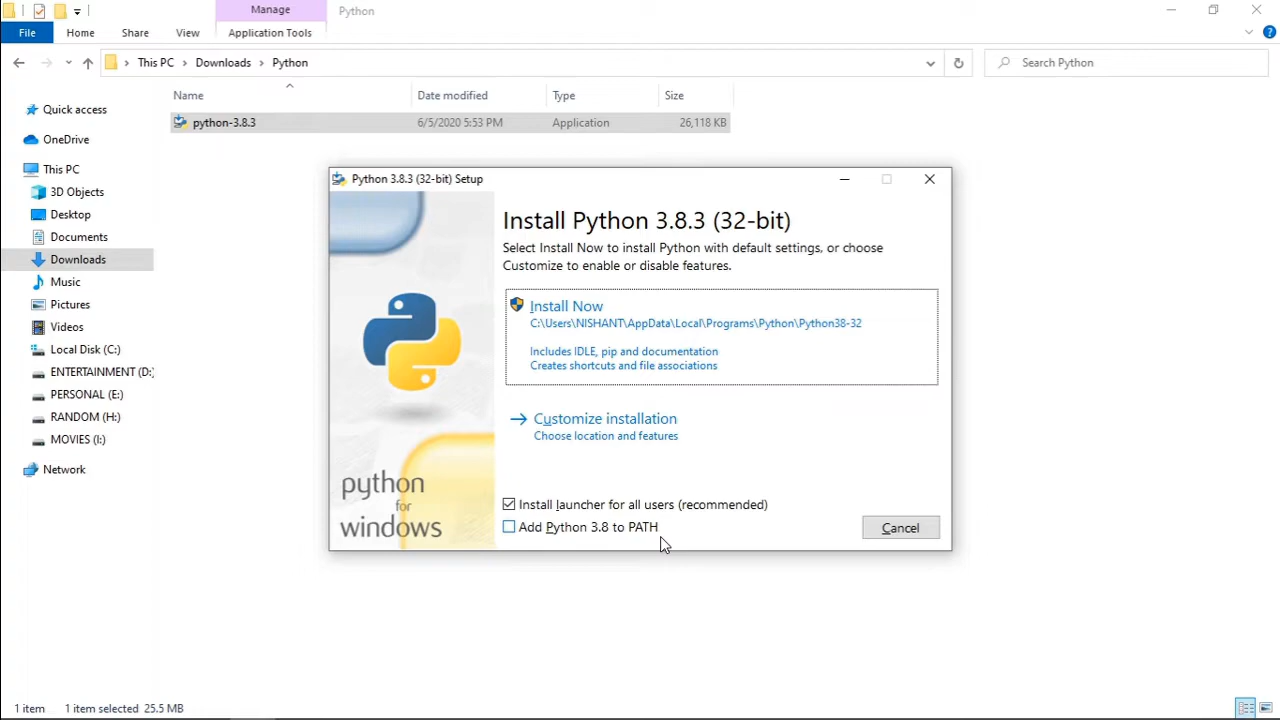 Manage
Python
File
Home
Share
View
Application Tools
This PC
Downloads
Python
Search Python
Name
Date modified
Type
Size
python-3.8.3
6/5/2020 5:53 PM
Application
26,118 KB
Quick access
OneDrive
This PC
3D Objects
Desktop
Documents
Downloads
Music
Pictures
Videos
Local Disk (C:)
ENTERTAINMENT (D:)
PERSONAL (E:)
RANDOM (H:)
MOVIES (I:)
Network
Python 3.8.3 (32-bit) Setup
Install Python 3.8.3 (32-bit)
Select Install Now to install Python with default settings, or choose
Customize to enable or disable features.
Install Now
C:\Users\NISHANT\AppData\Local\Programs\Python\Python38-32
Includes IDLE, pip and documentation
Creates shortcuts and file associations
Customize installation
Choose location and features
python
for
windows
Install launcher for all users (recommended)
Add Python 3.8 to PATH
Cancel
1 item
1 item selected 25.5 MB